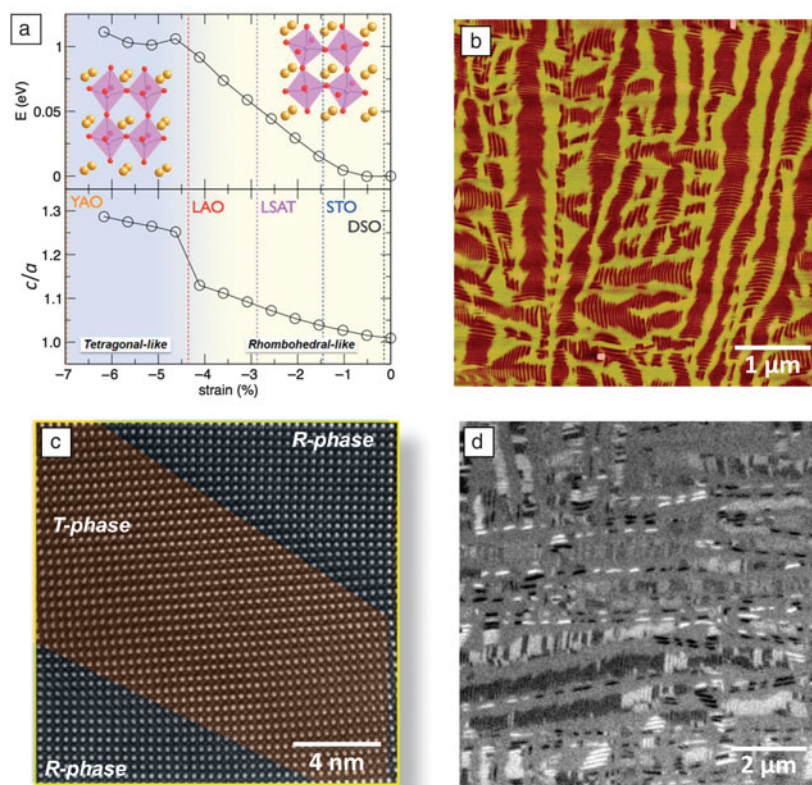 a
E (eV)
1
0.05
0
YAO
LAO
LSAT
STO
DSO
c/a
1.3
1.2
1.1
1.0
Tetragonal-like
Rhombohedral-like
−7
−6
−5
−4
−3
−2
−1
0
strain (%)
b
1 μm
c
R-phase
T-phase
R-phase
4 nm
d
2 μm